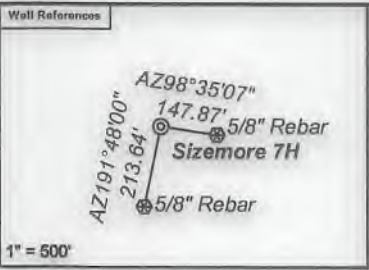 Well References
AZ98°35'07"
147.87'
5/8" Rebar
Sizemore 7H
AZ191°48'00"
213.64'
5/8" Rebar
1" = 500'